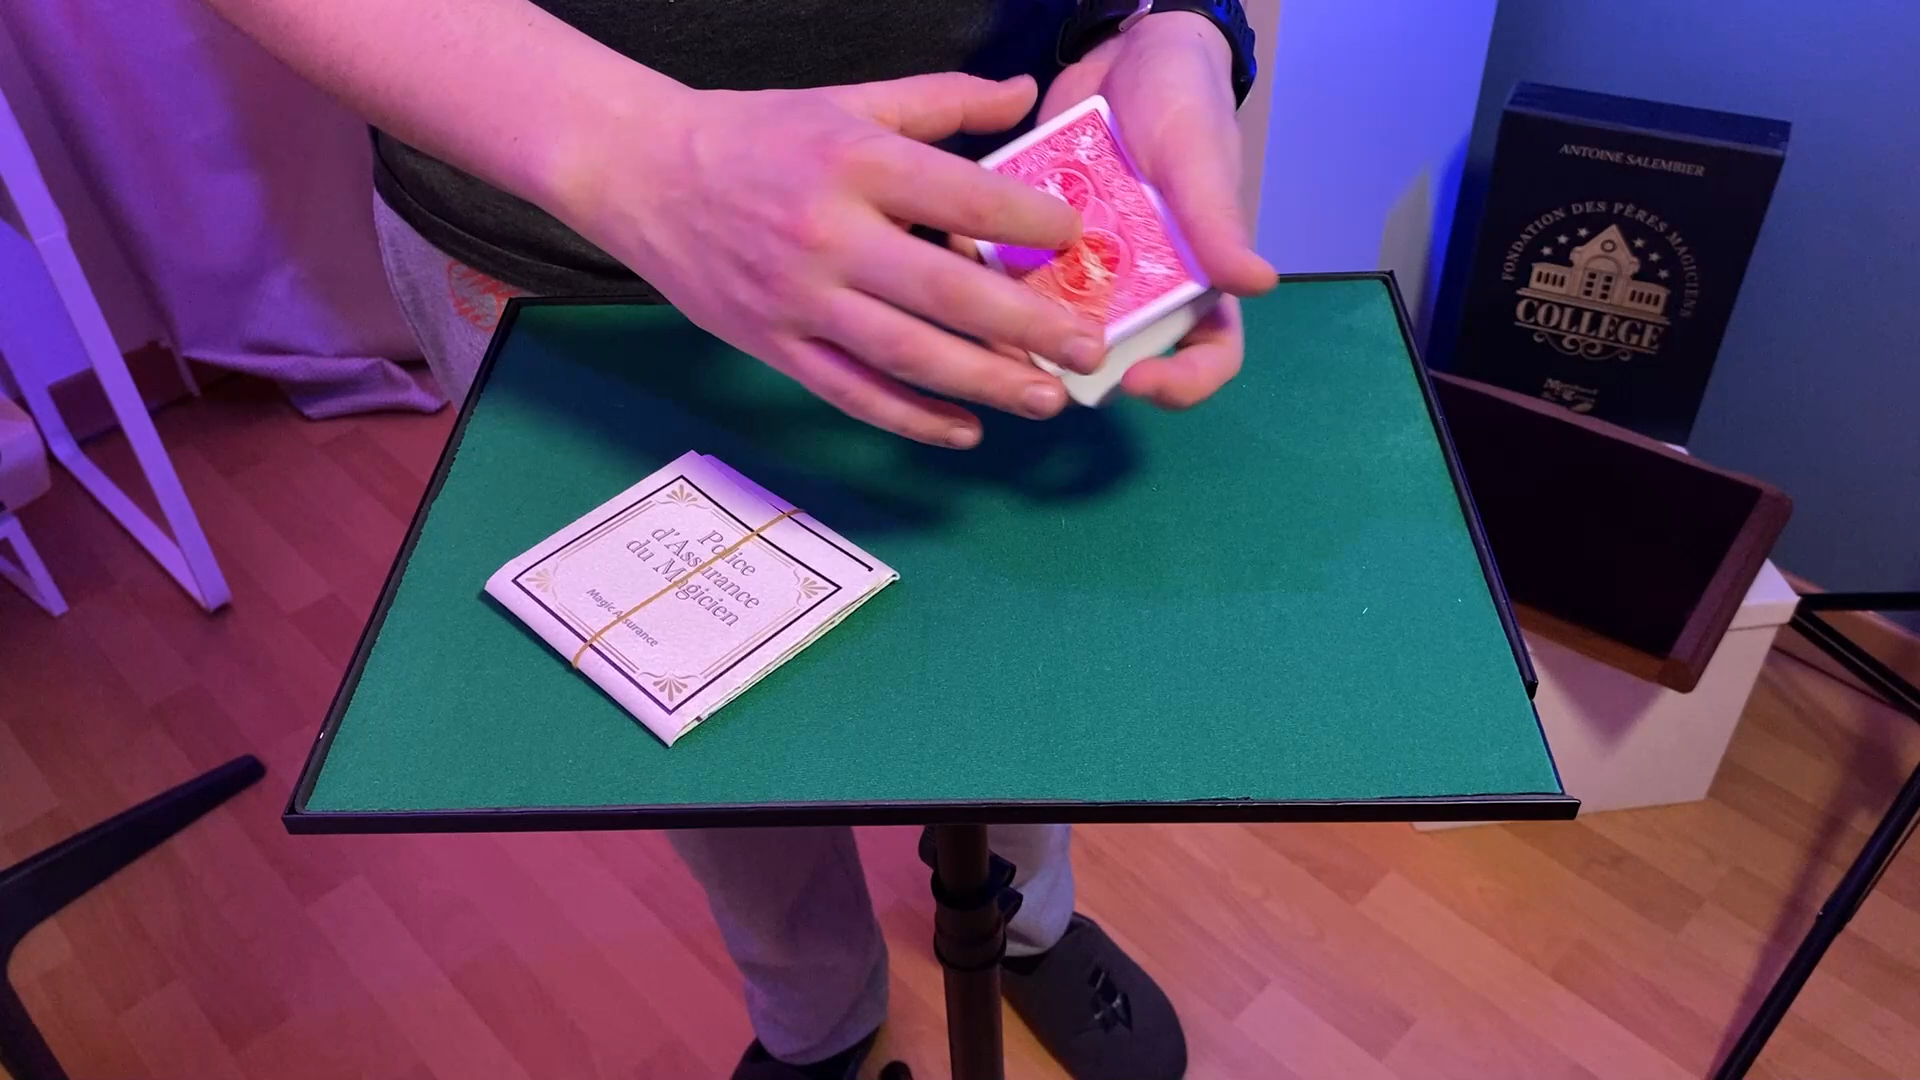 ANTOINE SALEMBIER
FONDATION DES PÈRES MAGICIENS
COLLEGE
Police
d'Assurance
du Magicien
Magic Assurance